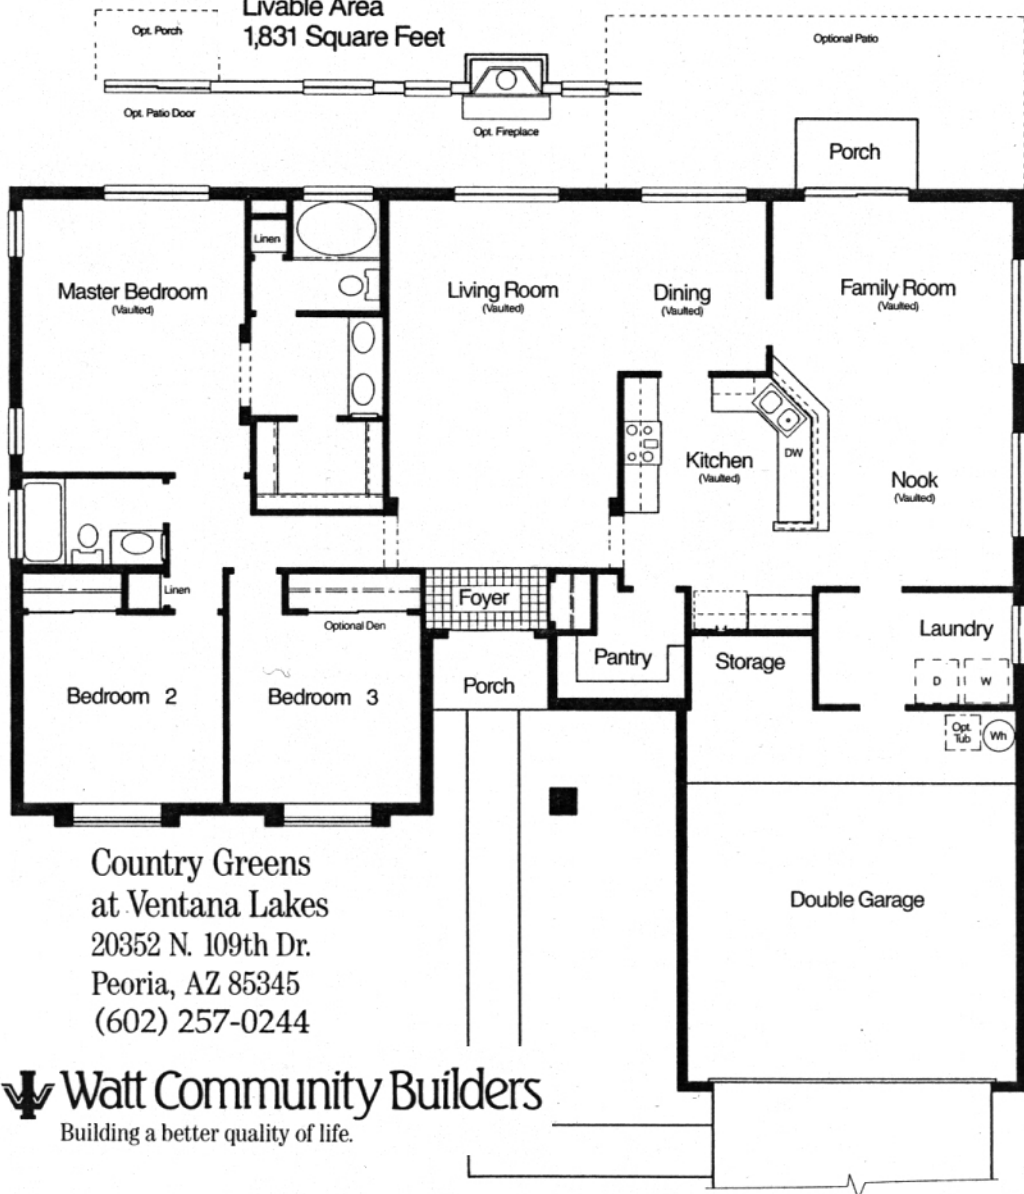 Livable Area
1,831 Square Feet
Opt. Porch
Optional Patio
Opt. Patio Door
Opt. Fireplace
Porch
Linen
Master Bedroom
(Vaulted)
Living Room
(Vaulted)
Dining
(Vaulted)
Family Room
(Vaulted)
DW
Kitchen
(Vaulted)
Nook
(Vaulted)
Linen
Foyer
Optional Den
Laundry
Pantry
Storage
D
W
Bedroom 2
Bedroom 3
Porch
Opt.
Tub
Wh
Country Greens
at Ventana Lakes
20352 N. 109th Dr.
Peoria, AZ 85345
(602) 257-0244
Double Garage
Watt Community Builders
Building a better quality of life.